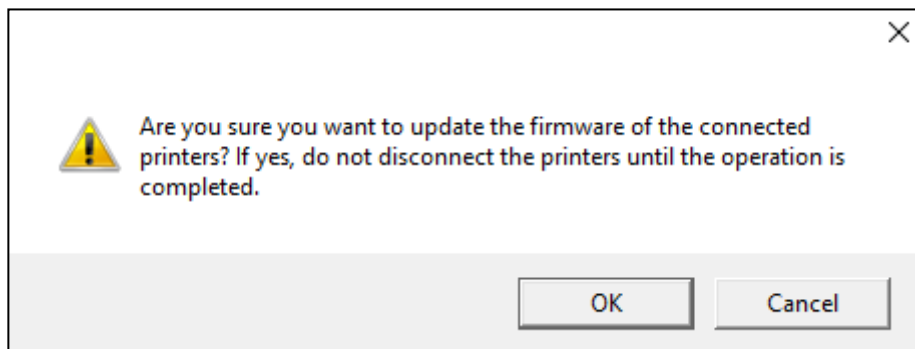 Are you sure you want to update the firmware of the connected
printers? If yes, do not disconnect the printers until the operation is
completed.
OK
Cancel